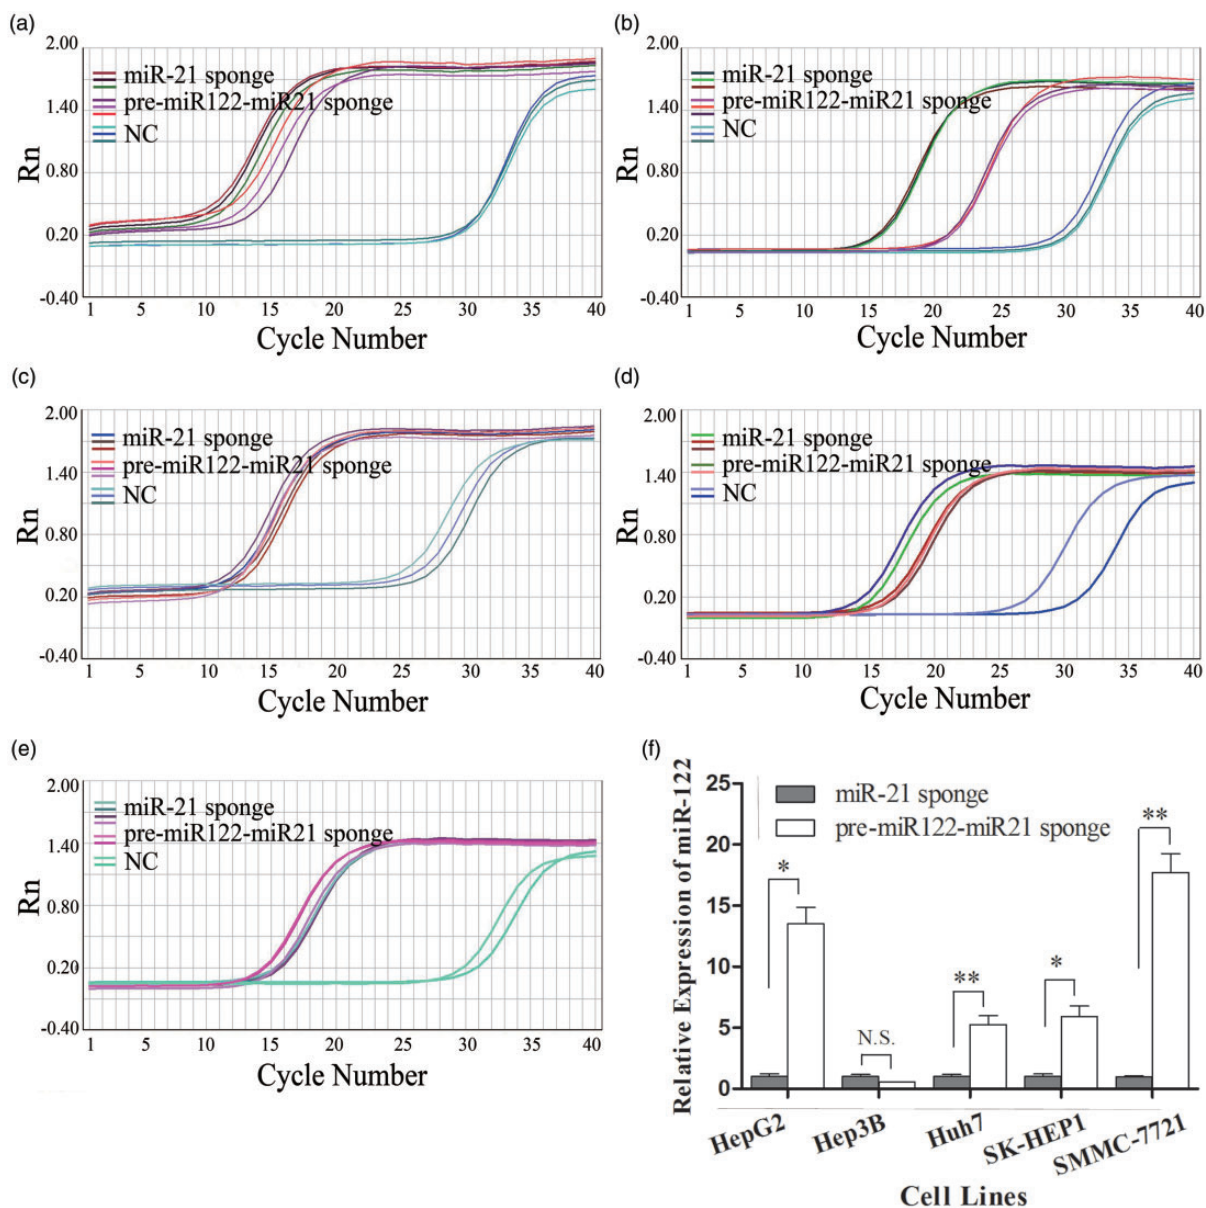 (a)
2.00
1.40
0.80
0.20
-0.40
Rn
miR-21 sponge
pre-miR122-miR21 sponge
NC
1 5 10 15 20 25 30 35 40
Cycle Number
(b)
2.00
1.40
0.80
0.20
-0.40
Rn
miR-21 sponge
pre-miR122-miR21 sponge
NC
1 5 10 15 20 25 30 35 40
Cycle Number
(c)
2.00
1.40
0.80
0.20
-0.40
Rn
miR-21 sponge
pre-miR122-miR21 sponge
NC
1 5 10 15 20 25 30 35 40
Cycle Number
(d)
2.00
1.40
0.80
0.20
-0.40
Rn
miR-21 sponge
pre-miR122-miR21 sponge
NC
1 5 10 15 20 25 30 35 40
Cycle Number
(e)
2.00
1.40
0.80
0.20
-0.40
Rn
miR-21 sponge
pre-miR122-miR21 sponge
NC
1 5 10 15 20 25 30 35 40
Cycle Number
(f)
Relative Expression of miR-122
25
20
15
10
5
0
miR-21 sponge
pre-miR122-miR21 sponge
* N.S. ** * **
HepG2 Hep3B Huh7 SK-HEP1 SMMC-7721
Cell Lines